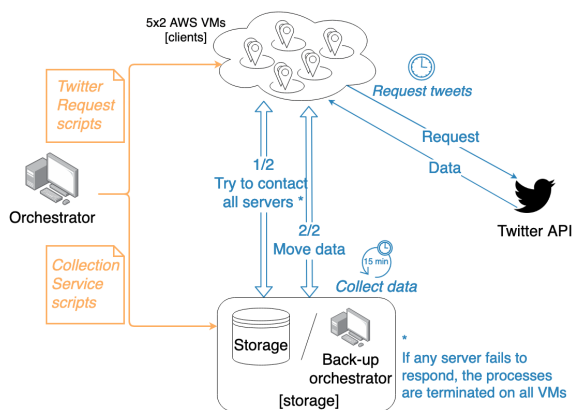 5x2 AWS VMs
[clients]
Twitter
Request
scripts
Request tweets
Request
Data
1/2
Try to contact
all servers *
Orchestrator
Twitter API
2/2
Move data
15 min
Collect data
Collection
Service
scripts
Storage
Back-up
orchestrator
[storage]
*
If any server fails to
respond, the processes
are terminated on all VMs